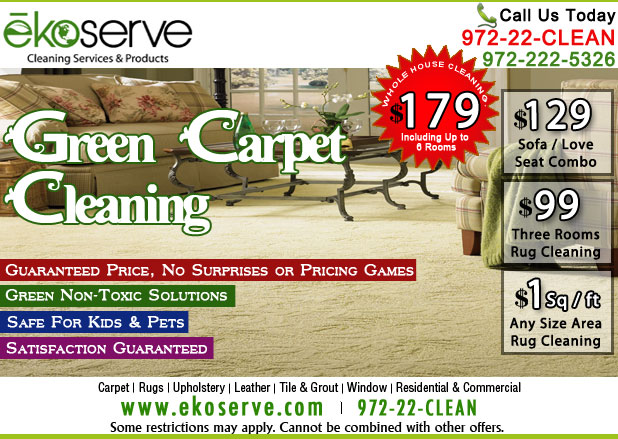 ēkoserve
Cleaning Services & Products
Call Us Today
972-22-CLEAN
972-222-5326
WHOLE HOUSE CLEANING
$179
Including Up to
6 Rooms
$129
Sofa / Love
Seat Combo
$99
Three Rooms
Rug Cleaning
$1 Sq / ft
Any Size Area
Rug Cleaning
Green Carpet
Cleaning
Guaranteed Price, No Surprises or Pricing Games
Green Non-Toxic Solutions
Safe For Kids & Pets
Satisfaction Guaranteed
Carpet | Rugs | Upholstery | Leather | Tile & Grout | Window | Residential & Commercial
www.ekoserve.com | 972-22-CLEAN
Some restrictions may apply. Cannot be combined with other offers.